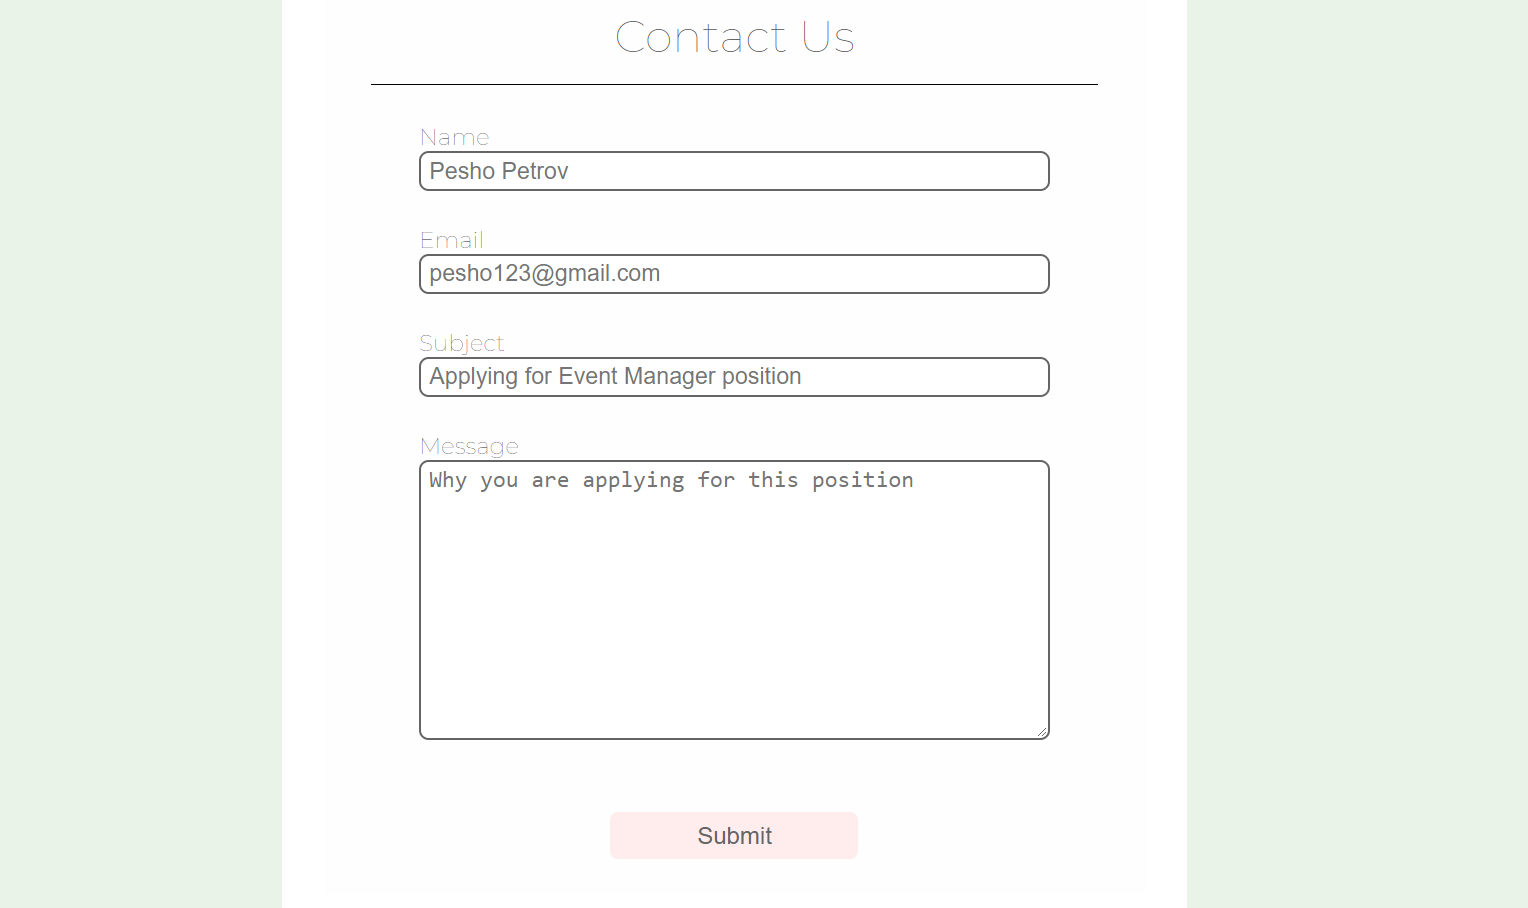 Contact Us
Name
Pesho Petrov
Email
pesho123@gmail.com
Subject
Applying for Event Manager position
Message
Why you are applying for this position
Submit